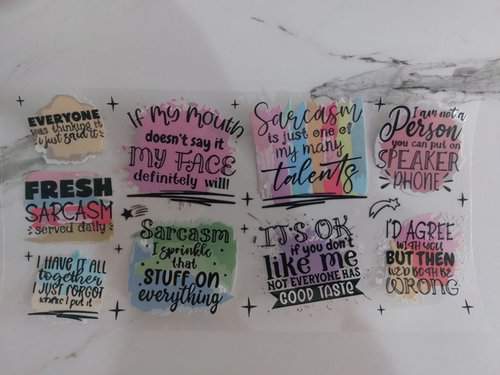 EVERYONE
was thinking it
i just said it
IF MY MOUTH
doesn't say it
MY FACE
definitely will!
Sarcasm
is just one of
my many
talents
I am not a
Person
you can put on
SPEAKER
PHONE
FRESH
SARCASM
served daily
I HAVE IT ALL
together
I JUST FORGOT
where I put it
Sarcasm
I sprinkle
that
STUFF ON
everything
IT'S OK
if you don't
like me
NOT EVERYONE HAS
GOOD TASTE
I'D AGREE
WITH YOU
BUT THEN
WE'D BOTH BE
WRONG